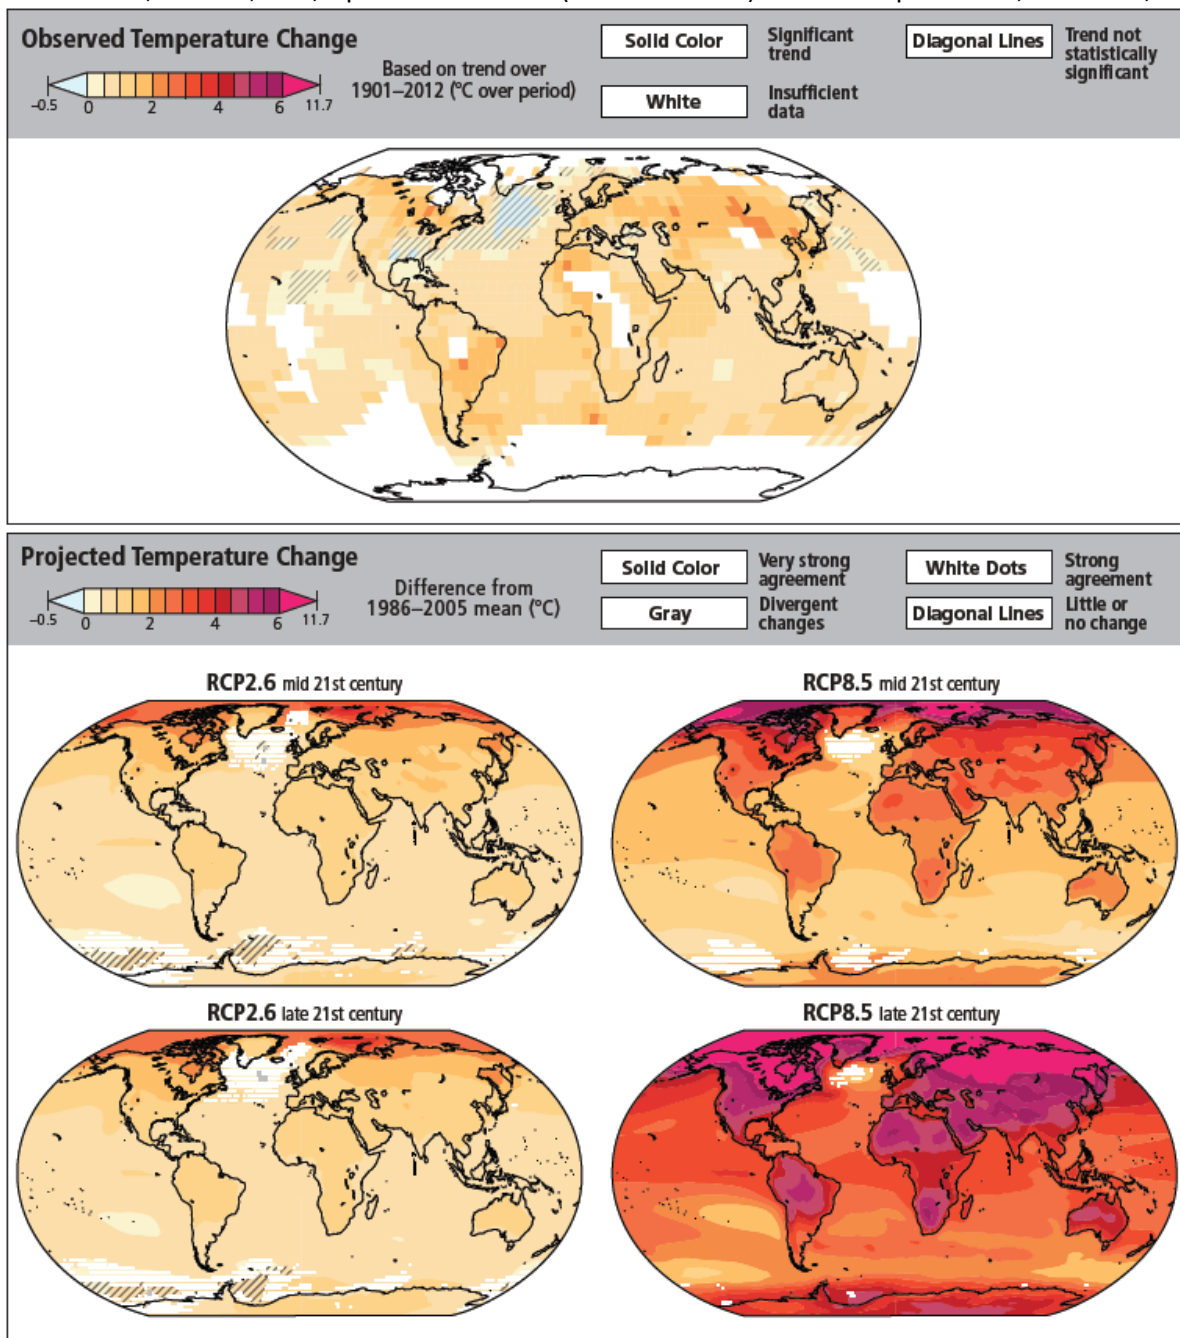 Observed Temperature Change
Based on trend over
1901–2012 (°C over period)
–0.5 0 2 4 6 11.7
Solid Color
Significant
trend
Diagonal Lines
Trend not
statistically
significant
White
Insufficient
data
Projected Temperature Change
Difference from
1986–2005 mean (°C)
–0.5 0 2 4 6 11.7
Solid Color
Very strong
agreement
White Dots
Strong
agreement
Gray
Divergent
changes
Diagonal Lines
Little or
no change
RCP2.6 mid 21st century
RCP8.5 mid 21st century
RCP2.6 late 21st century
RCP8.5 late 21st century